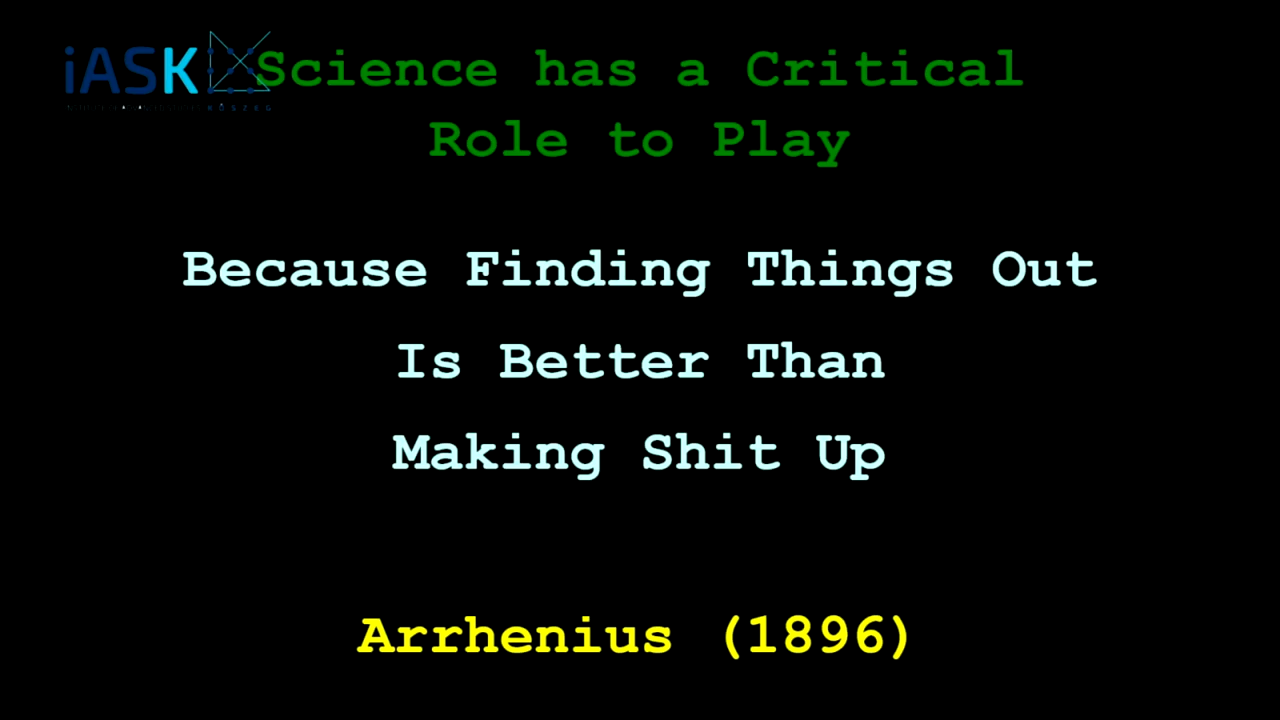 iASK
Science has a Critical
Role to Play
Because Finding Things Out
Is Better Than
Making Shit Up
Arrhenius (1896)